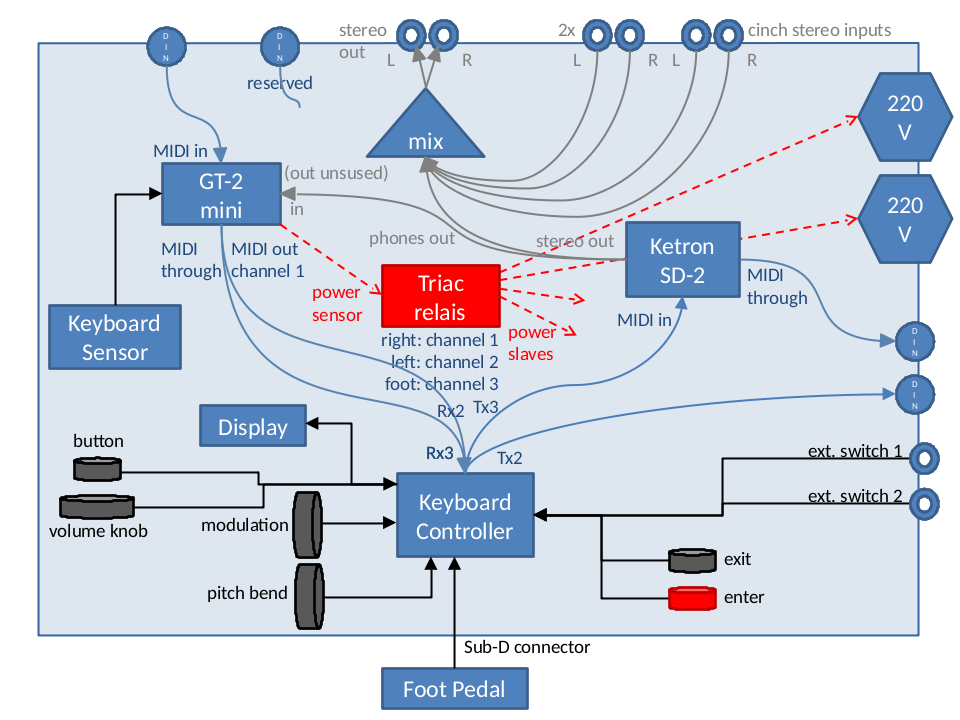 stereo
out
L
R
2x
L
R
L
R
cinch stereo inputs
D
I
N
D
I
N
reserved
220
V
mix
MIDI in
(out unsused)
in
GT-2
mini
220
V
phones out
stereo out
Ketron
SD-2
MIDI
through
MIDI out
channel 1
power
sensor
Triac
relais
MIDI
through
MIDI in
power
slaves
Keyboard
Sensor
right: channel 1
left: channel 2
foot: channel 3
D
I
N
D
I
N
Rx2
Tx3
Display
button
Rx3
Tx2
ext. switch 1
ext. switch 2
volume knob
modulation
Keyboard
Controller
exit
pitch bend
enter
Sub-D connector
Foot Pedal